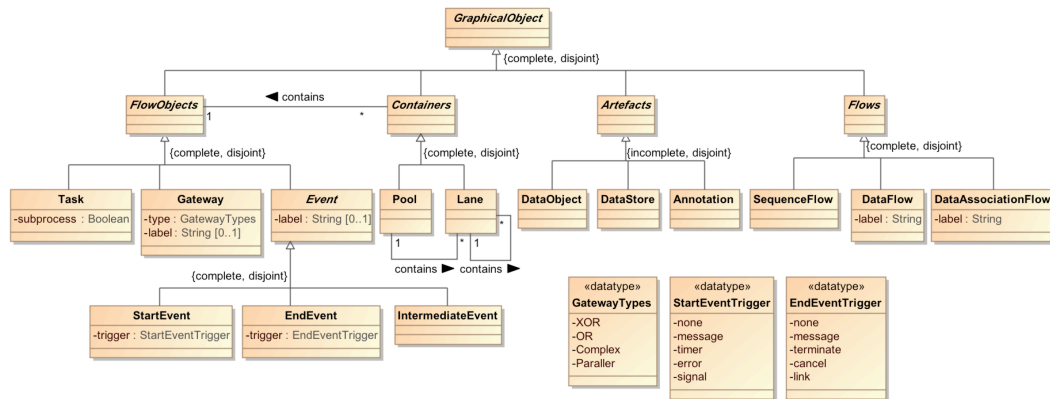 GraphicalObject
{complete, disjoint}
FlowObjects
◄ contains
1
*
Containers
Artefacts
Flows
{complete, disjoint}
{complete, disjoint}
{incomplete, disjoint}
{complete, disjoint}
Task
-subprocess : Boolean
Gateway
-type : GatewayTypes
-label : String [0..1]
Event
-label : String [0..1]
Pool
Lane
1
*
1
*
contains ►
contains ►
DataObject
DataStore
Annotation
SequenceFlow
DataFlow
-label : String
DataAssociationFlow
-label : String
{complete, disjoint}
StartEvent
-trigger : StartEventTrigger
EndEvent
-trigger : EndEventTrigger
IntermediateEvent
«datatype»
GatewayTypes
-XOR
-OR
-Complex
-Paraller
«datatype»
StartEventTrigger
-none
-message
-timer
-error
-signal
«datatype»
EndEventTrigger
-none
-message
-terminate
-cancel
-link